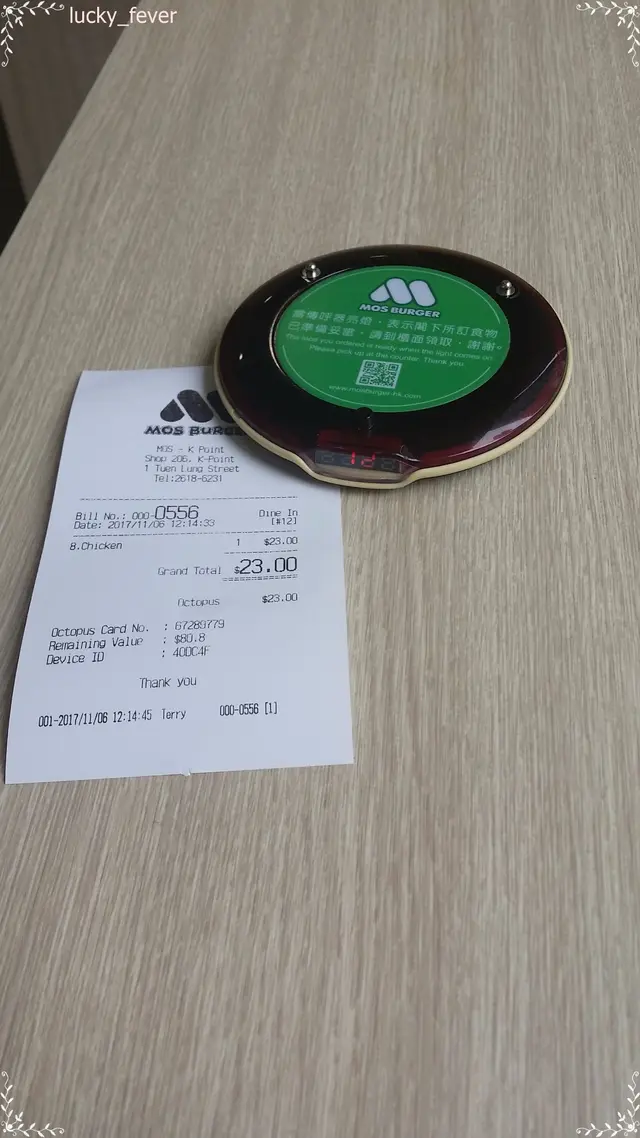 lucky_fever
MOS BURGER
當傳呼器亮燈，表示閣下所訂食物
已準備妥當，請到櫃面領取，謝謝。
The meal you ordered is ready when the light comes on.
Please pick up at the counter. Thank you.
www.mosburger-hk.com
12
MOS BURGE
MOS - K Point
Shop 206, K-Point
1 Tuen Lung Street
Tel:2618-6231
Bill No.: 000-0556 Dine In
Date: 2017/11/06 12:14:33 [#12]
8.Chicken 1 $23.00
Grand Total $23.00
Octopus $23.00
Octopus Card No. : 67289779
Remaining Value : $80.8
Device ID : 40DC4F
Thank you
001-2017/11/06 12:14:45 Terry 000-0556 [1]